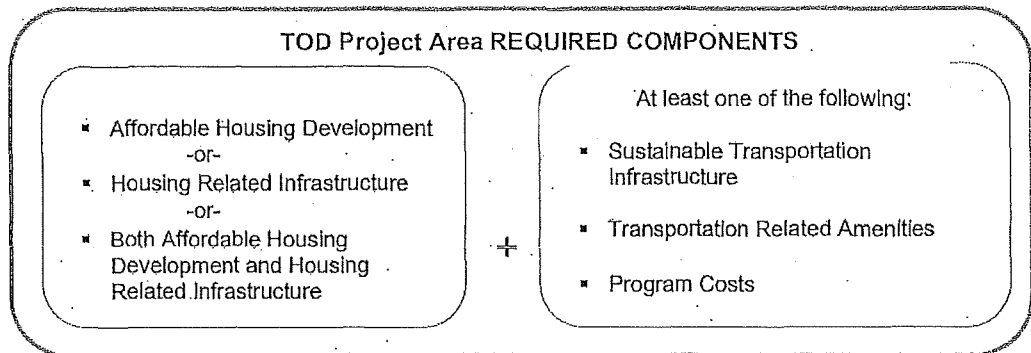 TOD Project Area REQUIRED COMPONENTS
▪ Affordable Housing Development
-or-
▪ Housing Related Infrastructure
-or-
▪ Both Affordable Housing
Development and Housing
Related Infrastructure
+
At least one of the following:
▪ Sustainable Transportation
Infrastructure
▪ Transportation Related Amenities
▪ Program Costs